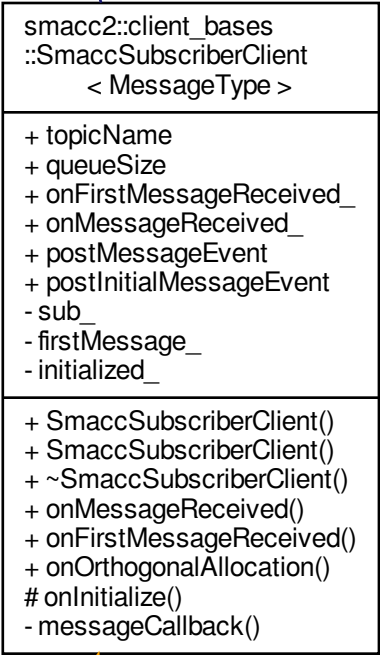 smacc2::client_bases
::SmaccSubscriberClient
< MessageType >
+ topicName
+ queueSize
+ onFirstMessageReceived_
+ onMessageReceived_
+ postMessageEvent
+ postInitialMessageEvent
- sub_
- firstMessage_
- initialized_
+ SmaccSubscriberClient()
+ SmaccSubscriberClient()
+ ~SmaccSubscriberClient()
+ onMessageReceived()
+ onFirstMessageReceived()
+ onOrthogonalAllocation()
# onInitialize()
- messageCallback()